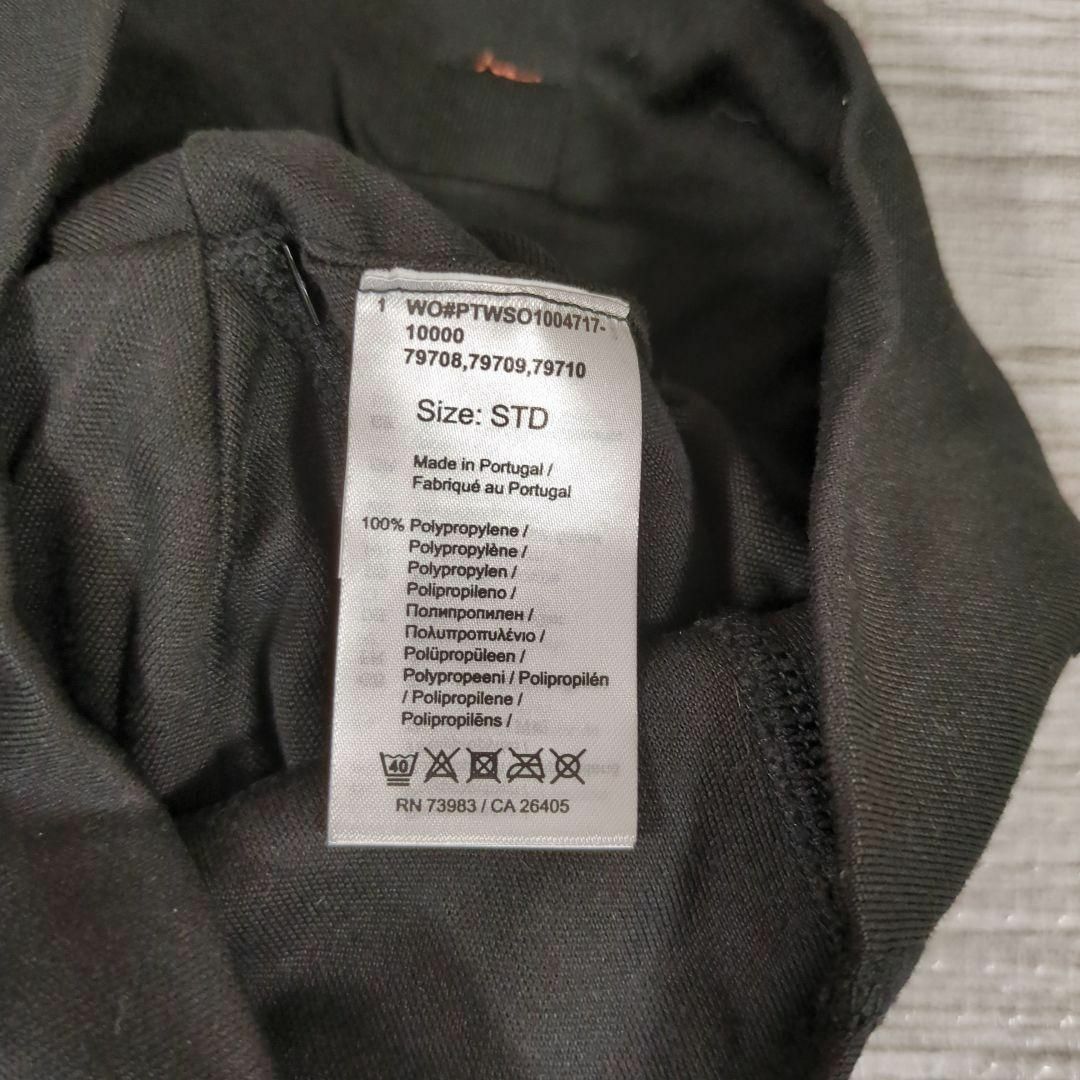 1 WO#PTWSO1004717-
10000
79708,79709,79710
Size: STD
Made in Portugal /
Fabriqué au Portugal
100% Polypropylene /
Polypropylène /
Polypropylen /
Polipropileno /
Полипропилен /
Πολυπροπυλένιο /
Polüpropüleen /
Polypropeeni / Polipropilén
/ Polipropilene /
Polipropilēns /
40
RN 73983 / CA 26405